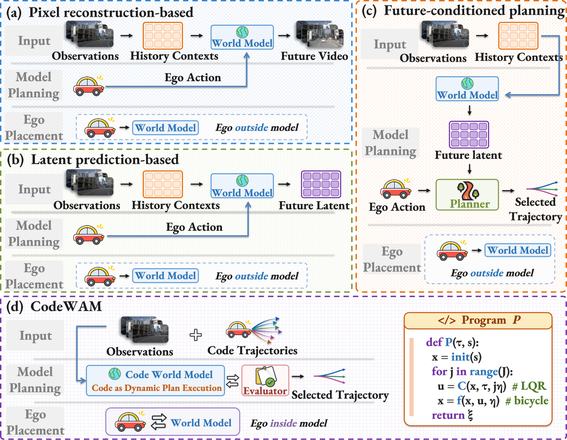 (a) Pixel reconstruction-based
Input
Observations
History Contexts
World Model
Future Video
Model
Planning
Ego Action
Ego
Placement
World Model
Ego outside model
(b) Latent prediction-based
Input
Observations
History Contexts
World Model
Future Latent
Model
Planning
Ego Action
Ego
Placement
World Model
Ego outside model
(c) Future-conditioned planning
Input
Observations
History Contexts
World Model
Model
Planning
Future latent
Ego Action
Planner
Selected
Trajectory
Ego
Placement
World Model
Ego outside model
(d) CodeWAM
Input
Observations
+
Code Trajectories
Model
Planning
Code World Model
Code as Dynamic Plan Execution
Evaluator
Selected Trajectory
Ego
Placement
World Model
Ego inside model
</> Program P
def P(τ, s):
x = init(s)
for j in range(J):
u = C(x, τ, jη) # LQR
x = f(x, u, η) # bicycle
return ξ